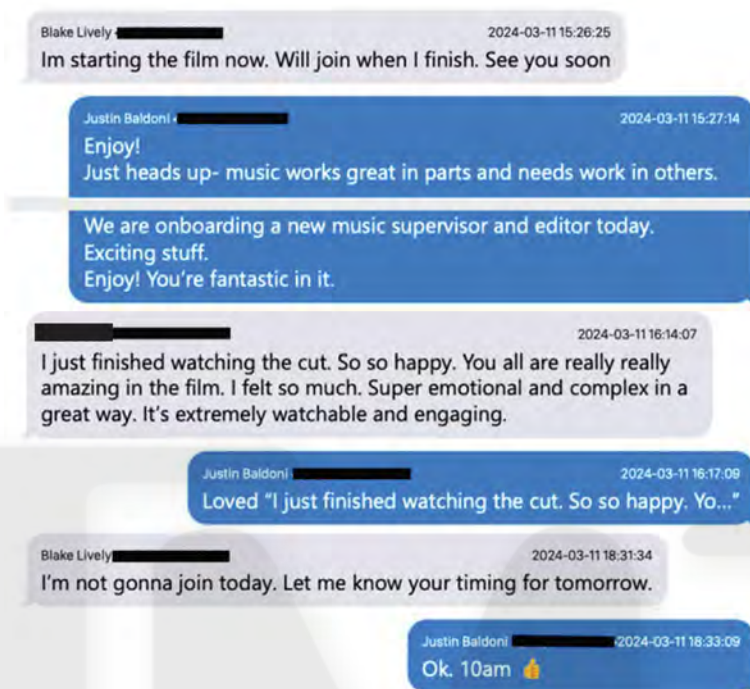 Blake Lively
2024-03-11 15:26:25
Im starting the film now. Will join when I finish. See you soon
Justin Baldoni
2024-03-11 15:27:14
Enjoy!
Just heads up- music works great in parts and needs work in others.
We are onboarding a new music supervisor and editor today.
Exciting stuff.
Enjoy! You're fantastic in it.
2024-03-11 16:14:07
I just finished watching the cut. So so happy. You all are really really
amazing in the film. I felt so much. Super emotional and complex in a
great way. It's extremely watchable and engaging.
Justin Baldoni
2024-03-11 16:17:09
Loved "I just finished watching the cut. So so happy. Yo..."
Blake Lively
2024-03-11 18:31:34
I'm not gonna join today. Let me know your timing for tomorrow.
Justin Baldoni
2024-03-11 18:33:09
Ok. 10am 👍